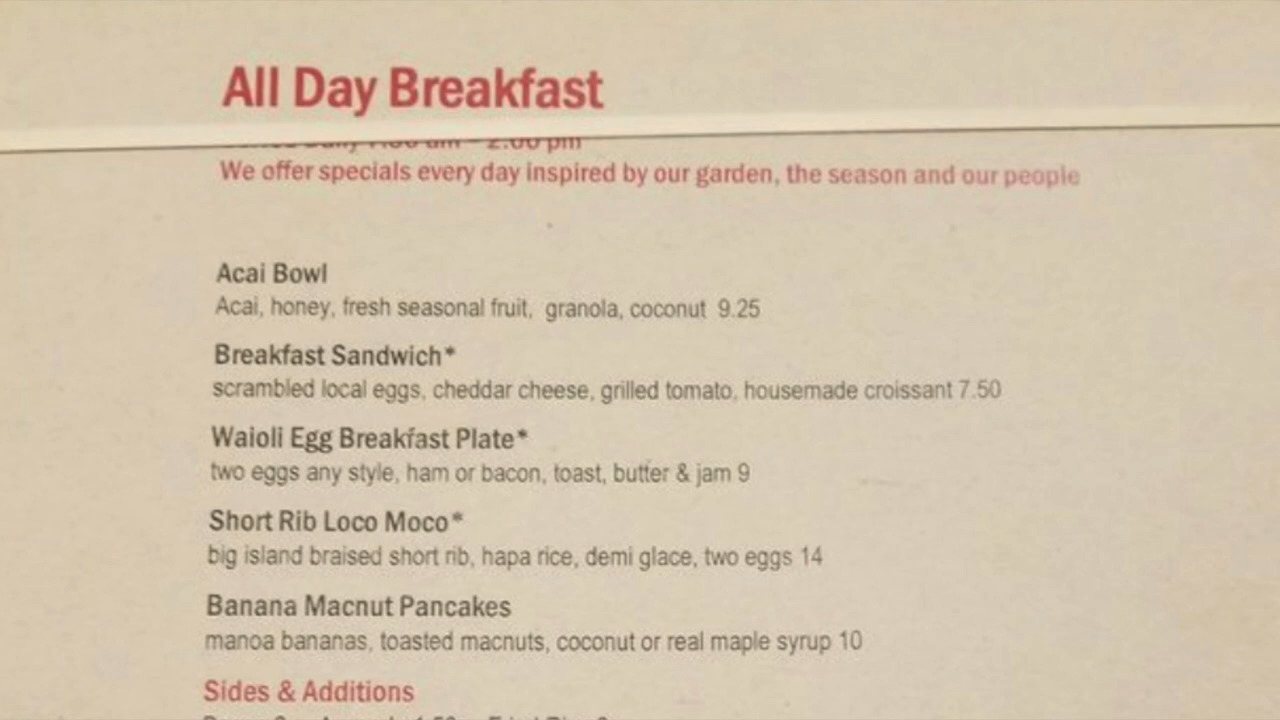 All Day Breakfast
2:00 pm
We offer specials every day inspired by our garden, the season and our people
Acai Bowl
Acai, honey, fresh seasonal fruit, granola, coconut 9.25
Breakfast Sandwich*
scrambled local eggs, cheddar cheese, grilled tomato, housemade croissant 7.50
Waioli Egg Breakfast Plate*
two eggs any style, ham or bacon, toast, butter & jam 9
Short Rib Loco Moco*
big island braised short rib, hapa rice, demi glace, two eggs 14
Banana Macnut Pancakes
manoa bananas, toasted macnuts, coconut or real maple syrup 10
Sides & Additions